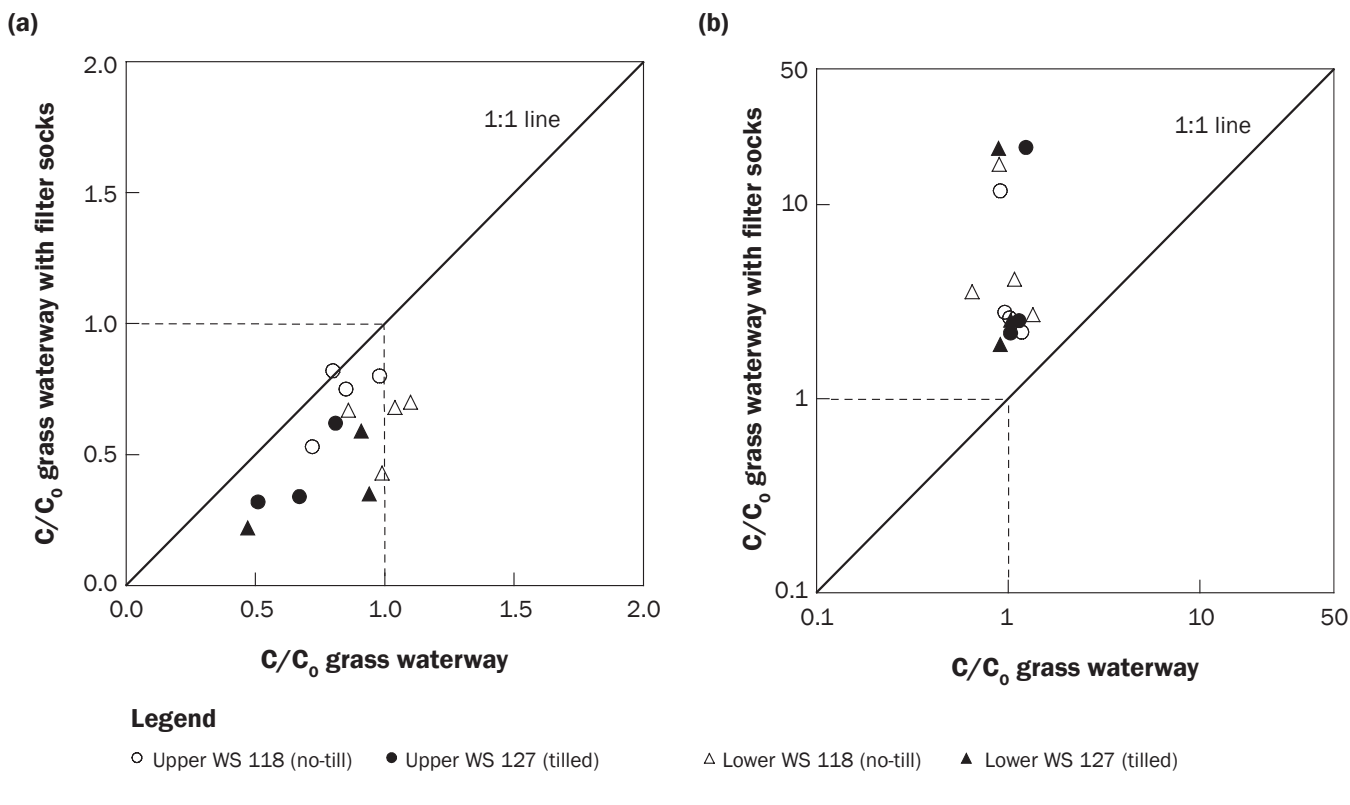 (a)
2.0
1.5
1.0
0.5
0.0
0.0 0.5 1.0 1.5 2.0
1:1 line
C/C₀ grass waterway with filter socks
C/C₀ grass waterway
(b)
50
10
1
0.1
0.1 1 10 50
1:1 line
C/C₀ grass waterway with filter socks
C/C₀ grass waterway
Legend
Upper WS 118 (no-till) Upper WS 127 (tilled) Lower WS 118 (no-till) Lower WS 127 (tilled)